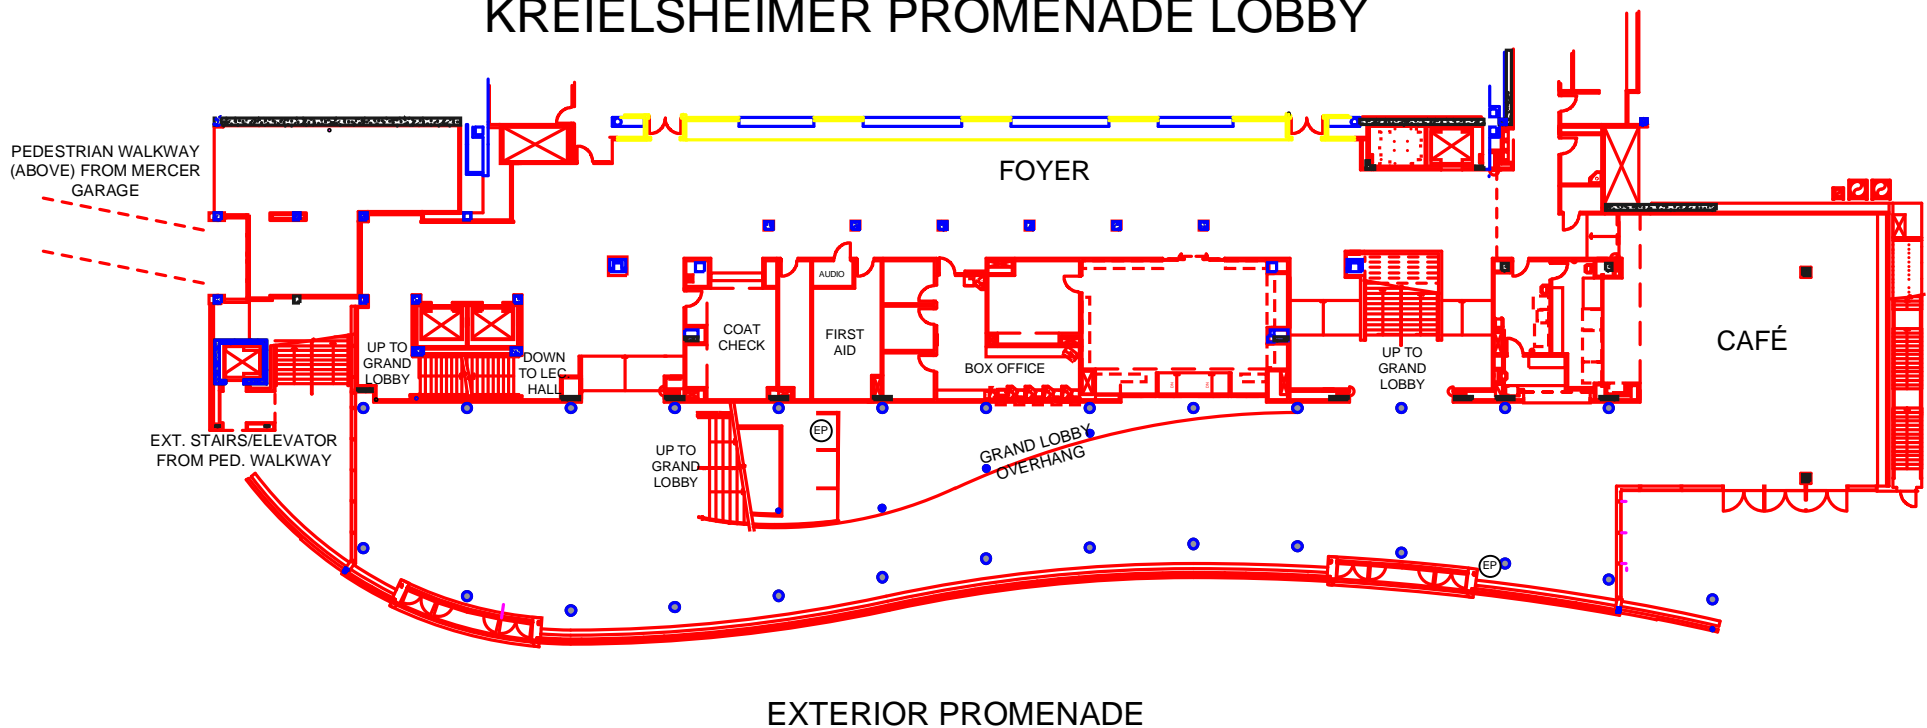 KREIELSHEIMER PROMENADE LOBBY
PEDESTRIAN WALKWAY
(ABOVE) FROM MERCER
GARAGE
FOYER
AUDIO
COAT
CHECK
FIRST
AID
BOX OFFICE
UP TO
GRAND
LOBBY
DOWN
TO LEC.
HALL
UP TO
GRAND
LOBBY
CAFÉ
EXT. STAIRS/ELEVATOR
FROM PED. WALKWAY
UP TO
GRAND
LOBBY
EP
GRAND LOBBY
OVERHANG
EP
EXTERIOR PROMENADE